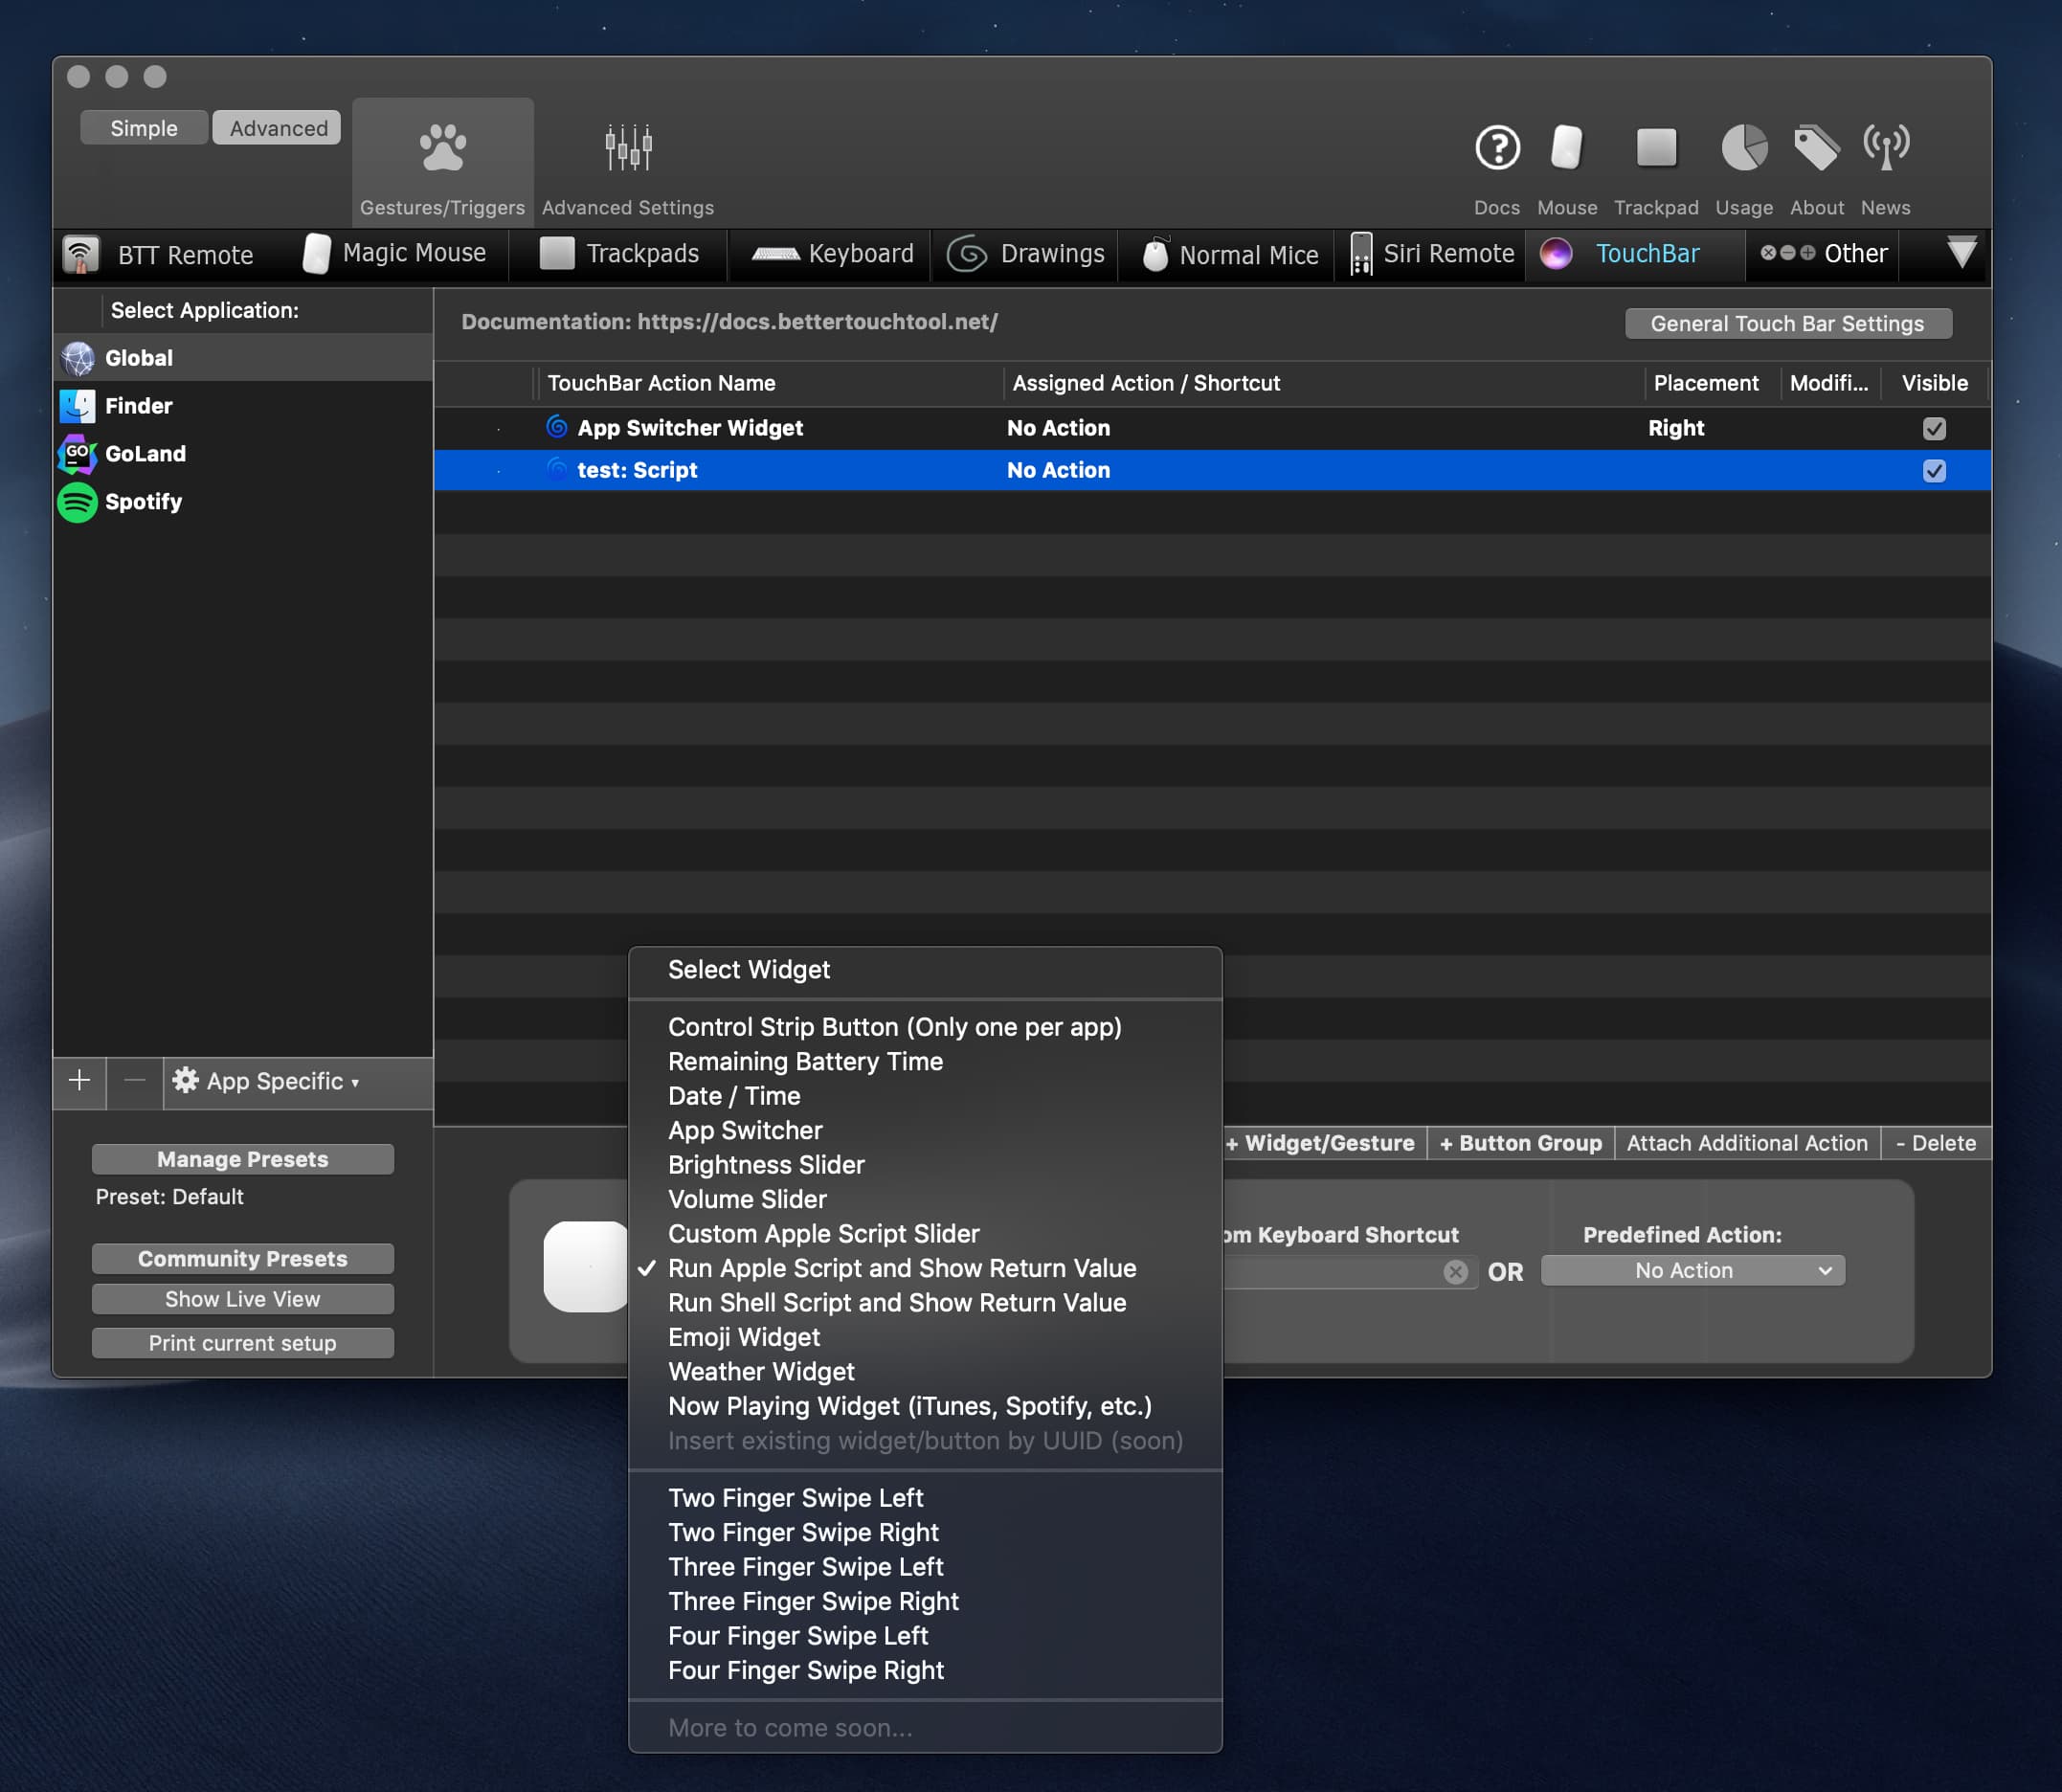 Simple
Advanced
Gestures/Triggers
Advanced Settings
Docs
Mouse
Trackpad
Usage
About
News
BTT Remote
Magic Mouse
Trackpads
Keyboard
Drawings
Normal Mice
Siri Remote
TouchBar
Other
Select Application:
Global
Finder
GO
GoLand
Spotify
Documentation: https://docs.bettertouchtool.net/
General Touch Bar Settings
TouchBar Action Name
Assigned Action / Shortcut
Placement
Modifi...
Visible
App Switcher Widget
No Action
Right
test: Script
No Action
Select Widget
Control Strip Button (Only one per app)
Remaining Battery Time
Date / Time
App Switcher
Brightness Slider
Volume Slider
Custom Apple Script Slider
Run Apple Script and Show Return Value
Run Shell Script and Show Return Value
Emoji Widget
Weather Widget
Now Playing Widget (iTunes, Spotify, etc.)
Insert existing widget/button by UUID (soon)
Two Finger Swipe Left
Two Finger Swipe Right
Three Finger Swipe Left
Three Finger Swipe Right
Four Finger Swipe Left
Four Finger Swipe Right
More to come soon...
App Specific
Manage Presets
Preset: Default
Community Presets
Show Live View
Print current setup
+ Widget/Gesture
+ Button Group
Attach Additional Action
- Delete
om Keyboard Shortcut
OR
Predefined Action:
No Action